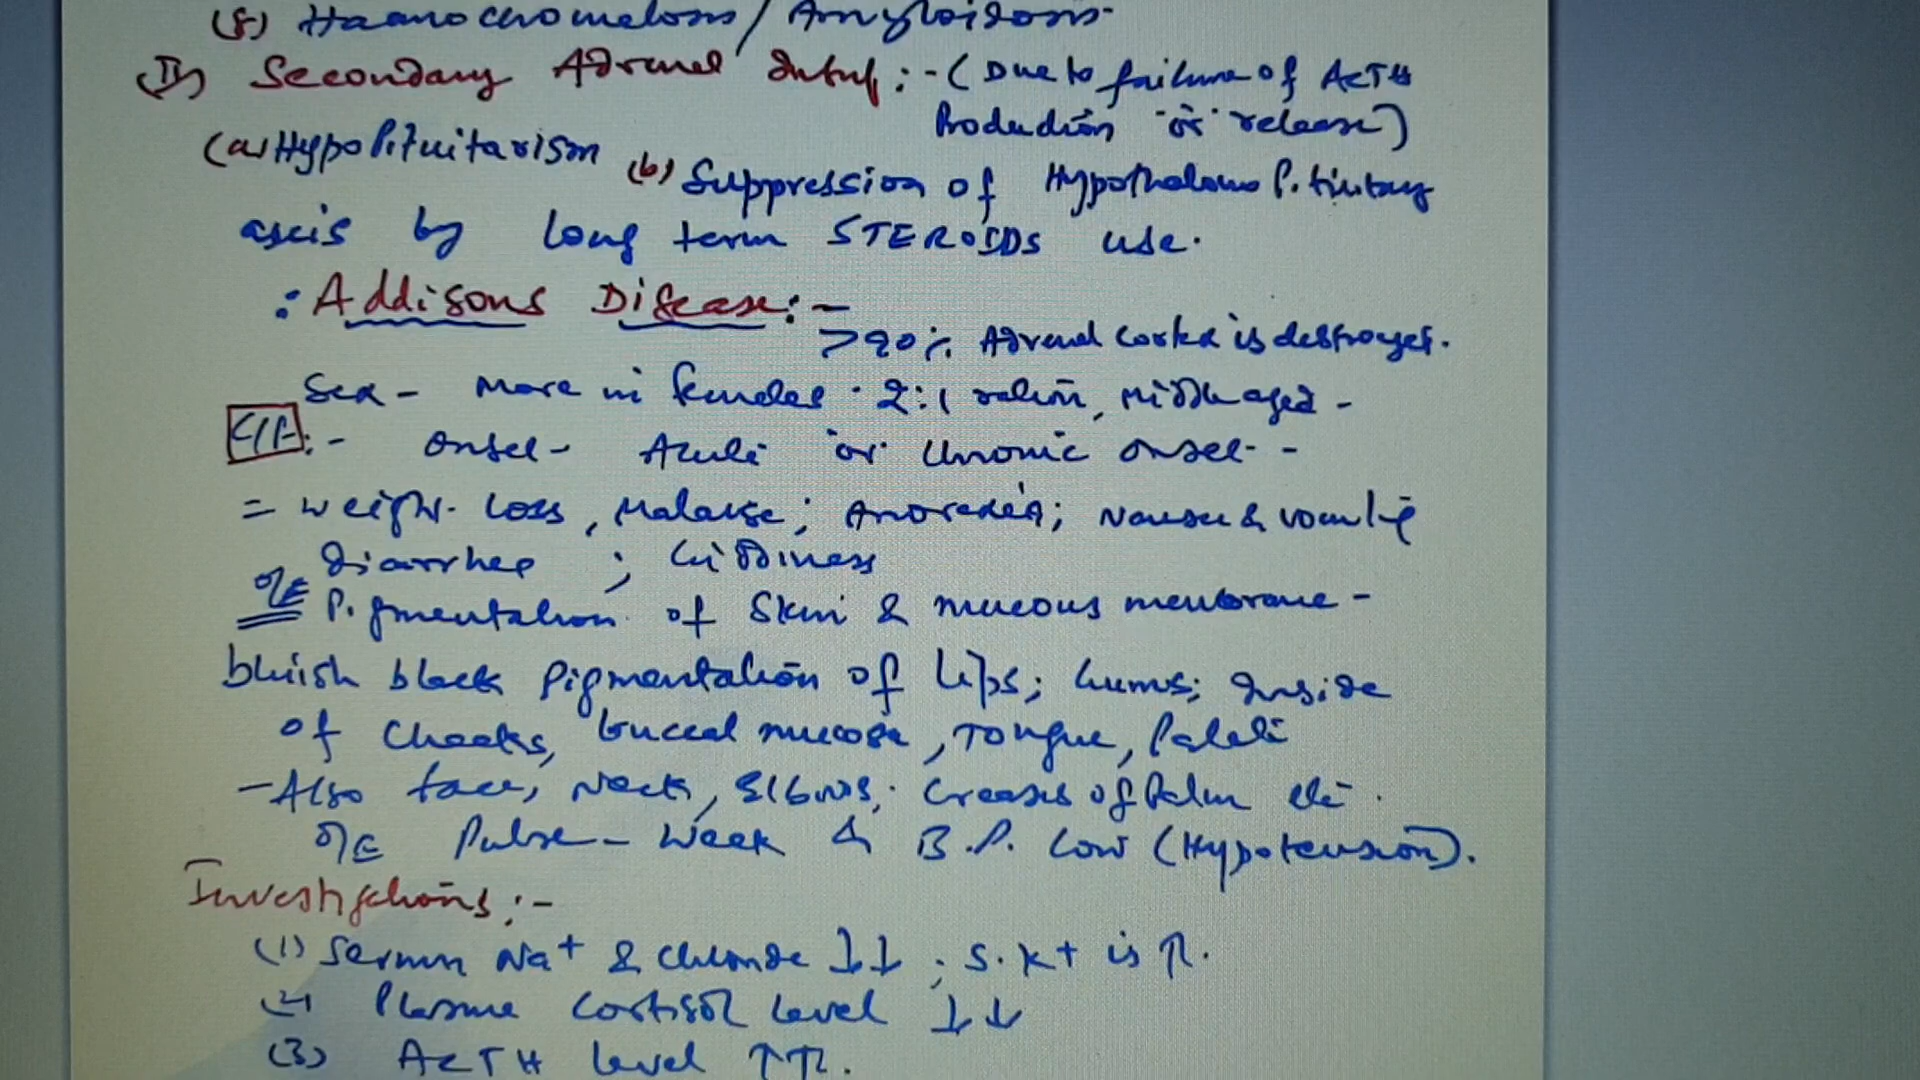 (g) Haemochromatosis/Amyloidosis-
(II) Secondary Adrenal Insuf:-(Due to failure of ACTH
Production "or" release)
(a) HypoPituitarism (b) Suppression of Hypothalamo Pituitary
axis by long term STEROIDS use.
: Addisons Disease:-
>90% Adrenal Cortex is destroyed.
Sex - More in females. 2:1 ratio, Middle aged -
C/F:- Onset - Acute "or" Chronic onset -
= Weight loss, Malaise; Anorexia; Nausea & vomiting
Diarrhea ; Giddiness
O/E Pigmentation of Skin & mucous membrane -
bluish black Pigmentation of lips; Gums; Inside
of Cheeks, buccal mucosa, Tongue, Palate
-Also face, Neck, Elbows; Creases of Palm etc.
O/E Pulse - Weak & B.P. low (Hypotension).
Investigations:-
(1) Serum Na+ & Chloride ↓↓ ; S. K+ is ↑.
(2) Plasma Cortisol Level ↓↓
(3) ACTH level ↑↑.